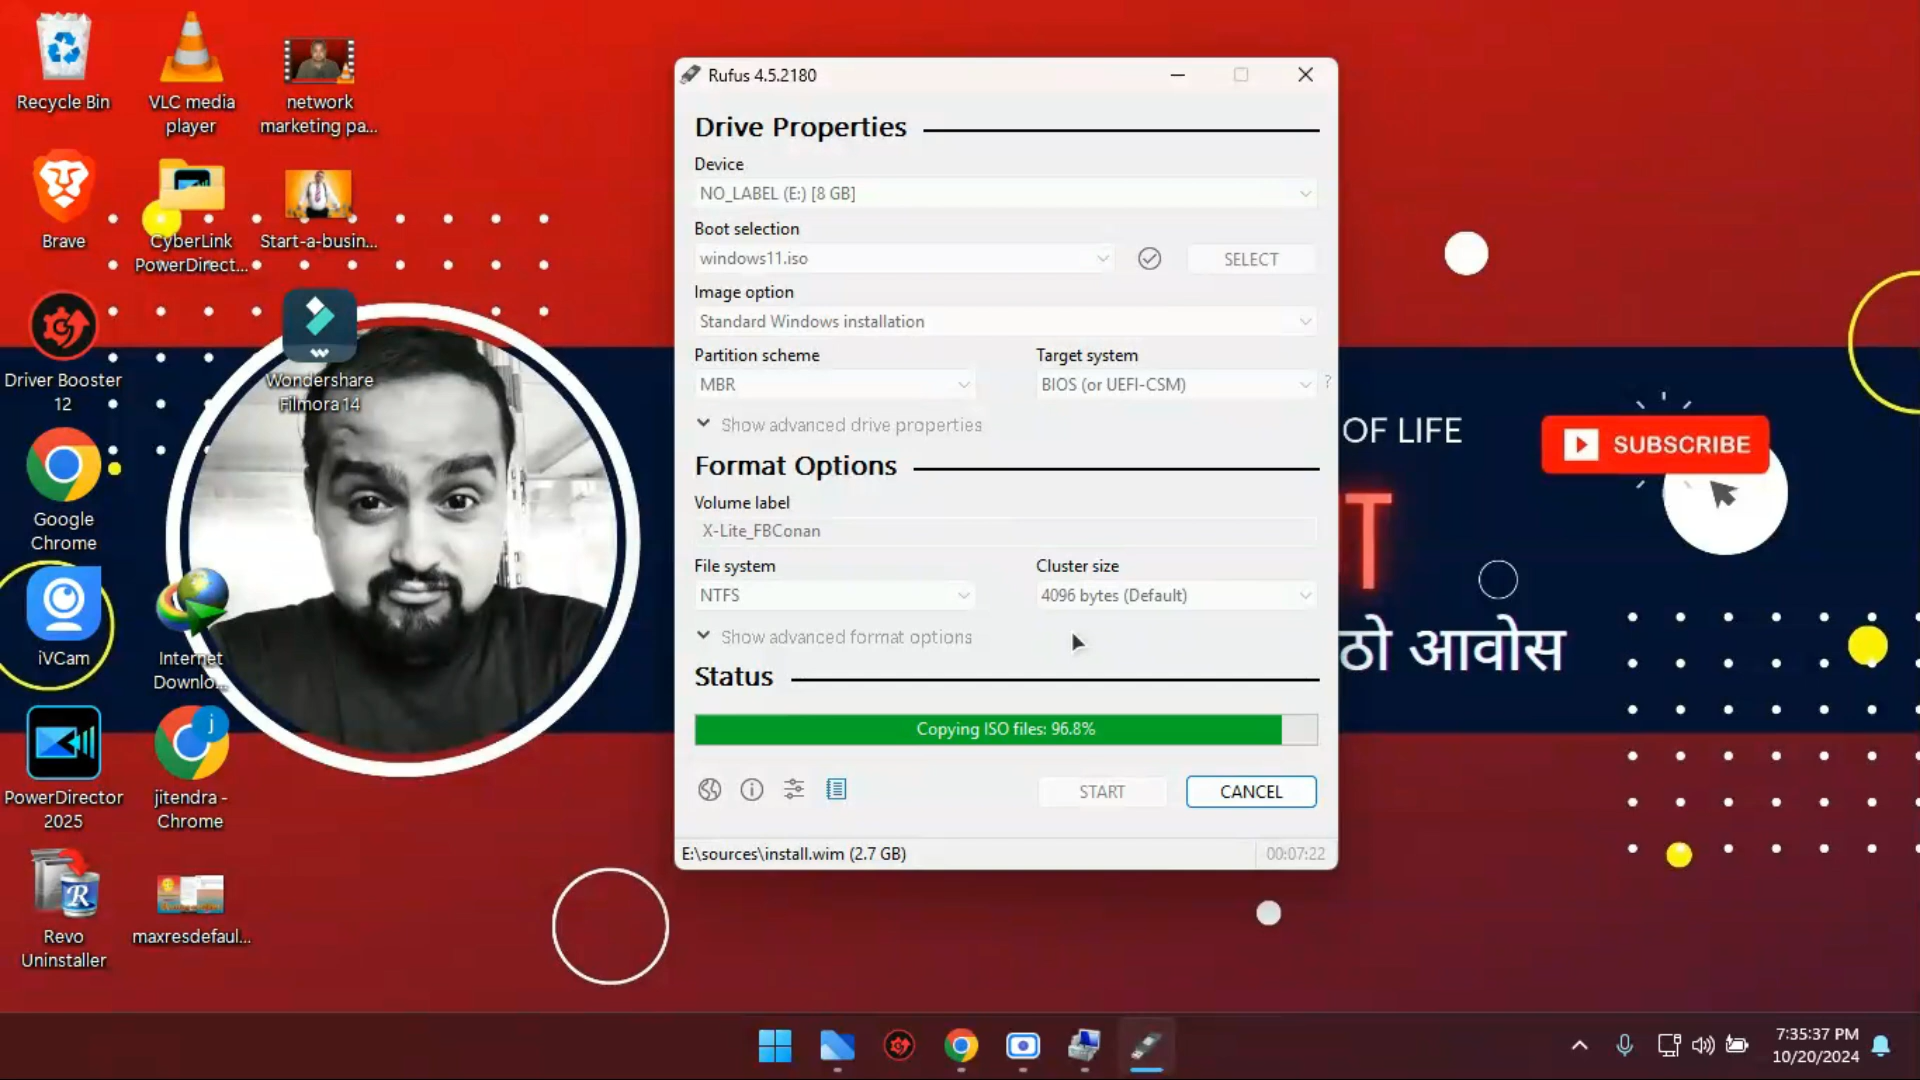 Recycle Bin
VLC media
player
network
marketing pa...
Brave
CyberLink
PowerDirect...
Start-a-busin...
Driver Booster
12
Wondershare
Filmora 14
Google
Chrome
iVCam
Internet
Downlo...
PowerDirector
2025
jitendra -
Chrome
Revo
Uninstaller
maxresdefaul...
Rufus 4.5.2180
Drive Properties
Device
NO_LABEL (E:) [8 GB]
Boot selection
windows11.iso
SELECT
Image option
Standard Windows installation
Partition scheme
Target system
MBR
BIOS (or UEFI-CSM)
?
Show advanced drive properties
Format Options
Volume label
X-Lite_FBConan
File system
Cluster size
NTFS
4096 bytes (Default)
Show advanced format options
Status
Copying ISO files: 96.8%
START
CANCEL
E:\sources\install.wim (2.7 GB)
00:07:22
OF LIFE
SUBSCRIBE
T
ठो आवोस
7:35:37 PM
10/20/2024